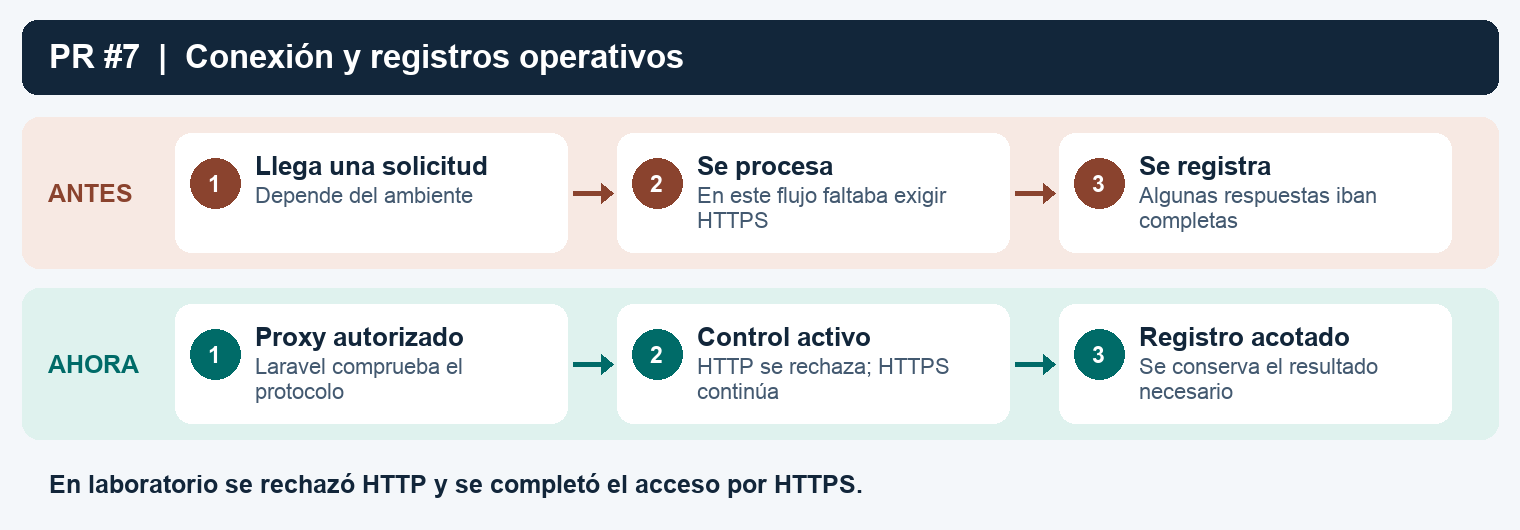 PR #7 | Conexión y registros operativos
ANTES
1
Llega una solicitud
Depende del ambiente
2
Se procesa
En este flujo faltaba exigir
HTTPS
3
Se registra
Algunas respuestas iban
completas
AHORA
1
Proxy autorizado
Laravel comprueba el
protocolo
2
Control activo
HTTP se rechaza; HTTPS
continúa
3
Registro acotado
Se conserva el resultado
necesario
En laboratorio se rechazó HTTP y se completó el acceso por HTTPS.